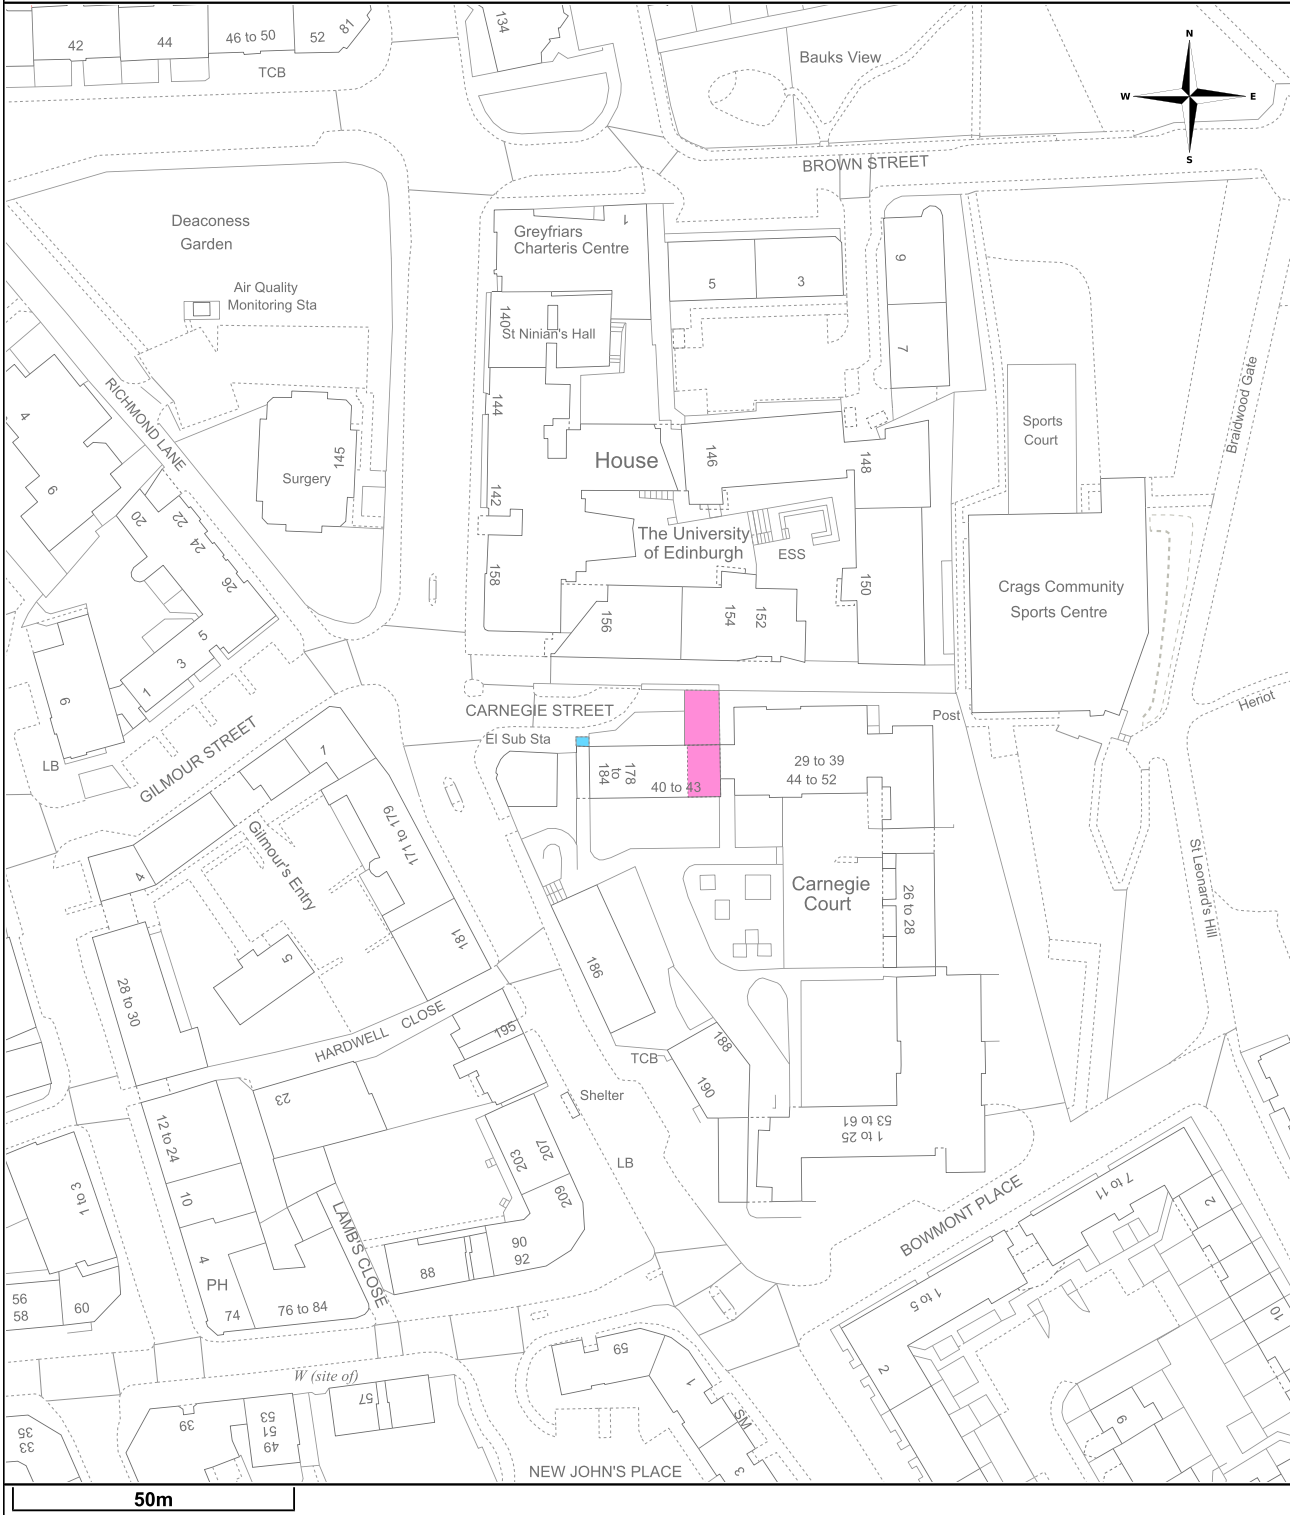 42
44
46 to 50
52
81
TCB
134
Bauks View
N
W
E
S
BROWN STREET
Deaconess
Garden
Air Quality
Monitoring Sta
Greyfriars
Charteris Centre
1
5
3
9
7
140
St Ninian's Hall
RICHMOND LANE
4
9
145
Surgery
144
142
158
House
146
148
Sports
Court
Braidwood Gate
The University
of Edinburgh
ESS
150
Crags Community
Sports Centre
20
22
24
26
156
154
152
5
3
1
9
LB
GILMOUR STREET
CARNEGIE STREET
El Sub Sta
Post
Heriot
178
to
184
40 to 43
29 to 39
44 to 52
7
171 to 179
Gilmour's Entry
4
Carnegie
Court
26 to 28
St Leonard's Hill
181
5
186
28 to 30
HARDWELL CLOSE
195
TCB
188
190
Shelter
23
12 to 24
1 to 25
53 to 61
207
203
209
LB
10
1 to 3
LAMB'S CLOSE
BOWMONT PLACE
7 to 11
2
4
PH
88
90
92
56
58
60
74
76 to 84
1 to 5
10
2
59
W (site of)
57
1
SM
3
9
35
33
39
53
51
49
NEW JOHN'S PLACE
50m